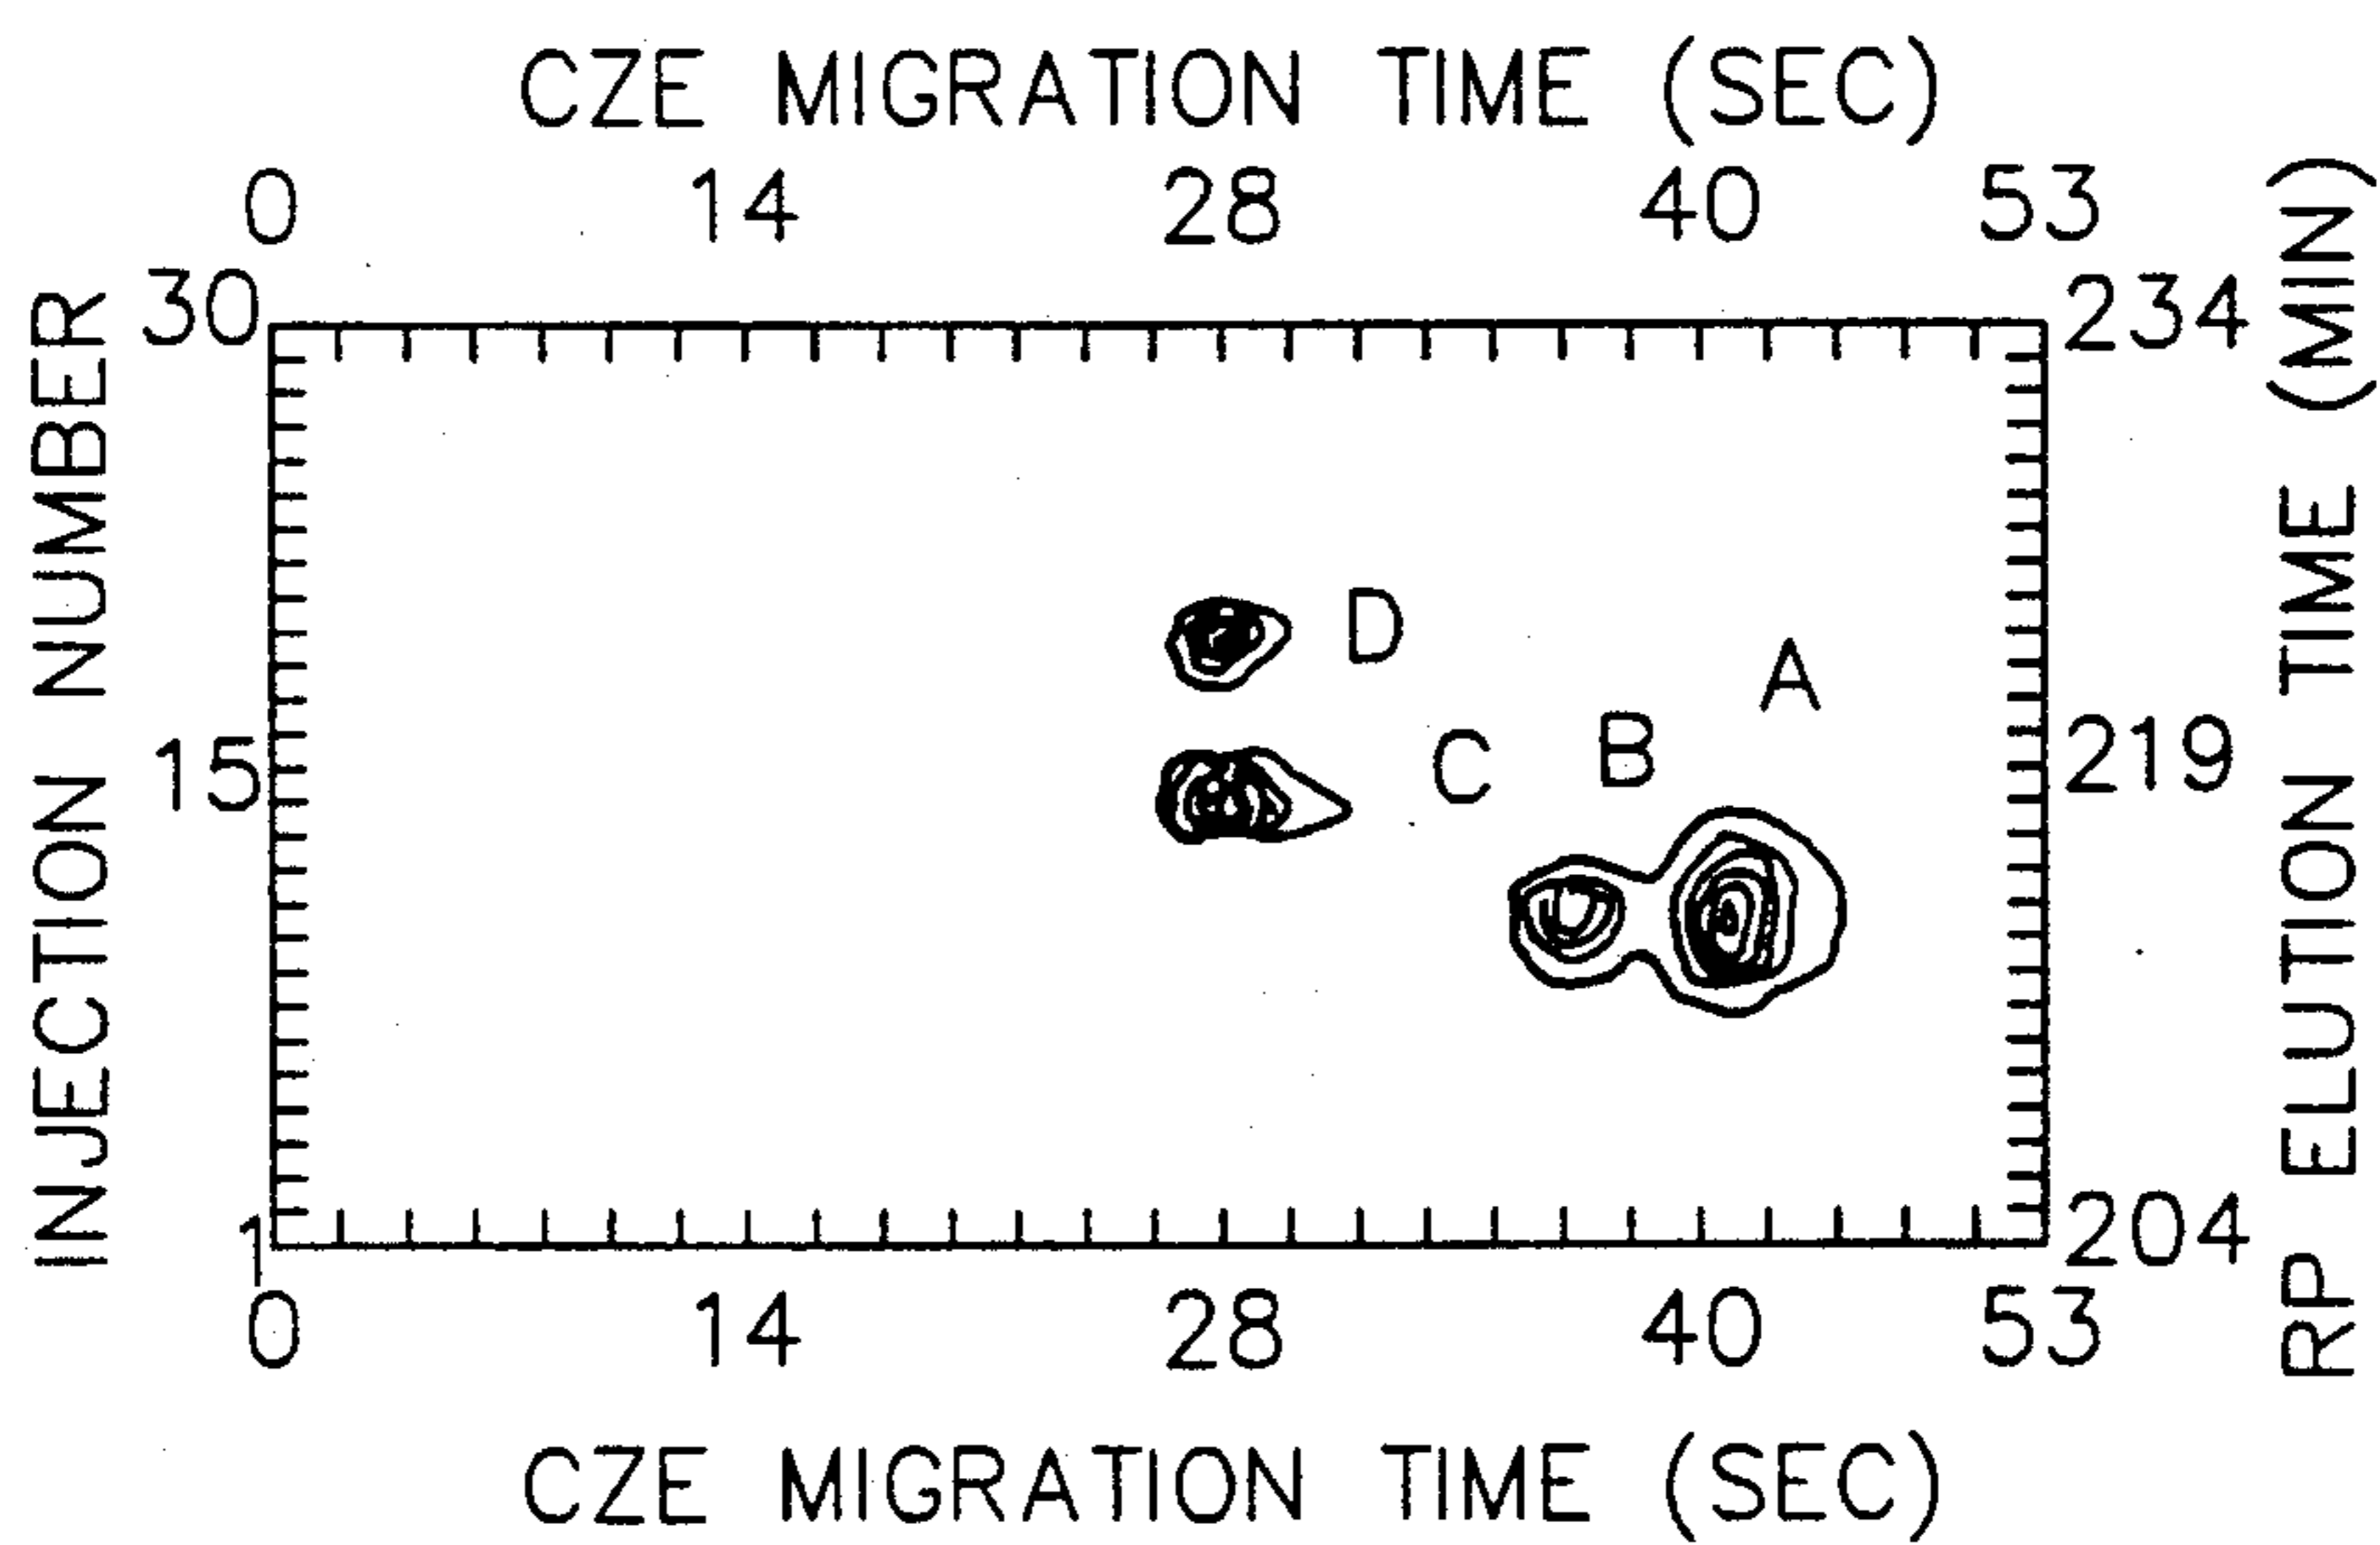 CZE MIGRATION TIME (SEC)
0 14 28 40 53
INJECTION NUMBER
30
15
1
D
A
B
C
234
219
204
RP ELUTION TIME (MIN)
0 14 28 40 53
CZE MIGRATION TIME (SEC)